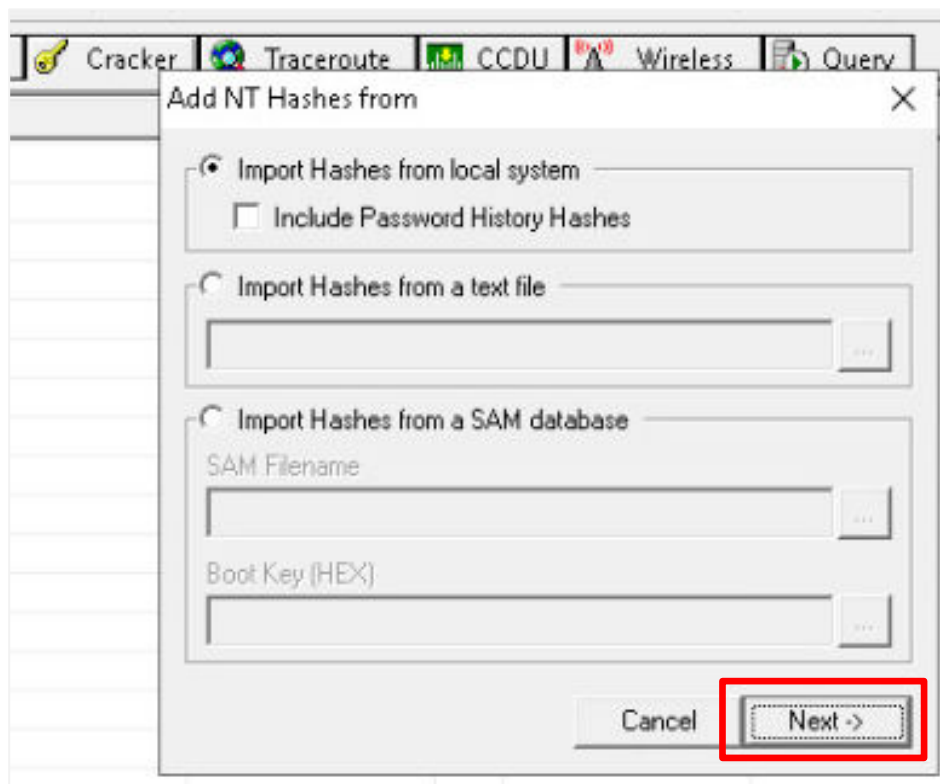 Cracker Traceroute CCDU Wireless Query
Add NT Hashes from
Import Hashes from local system
Include Password History Hashes
Import Hashes from a text file
...
Import Hashes from a SAM database
SAM Filename
...
Boot Key (HEX)
...
Cancel Next ->